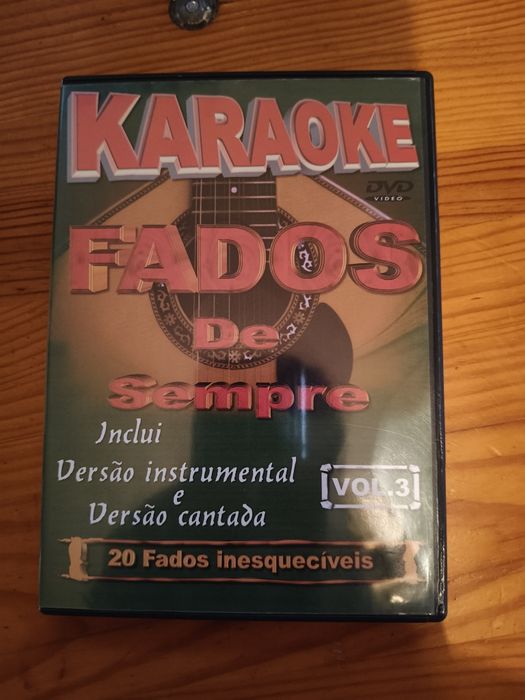 KARAOKE
DVD
VIDEO
FADOS
De
Sempre
Inclui
Versão instrumental
e
Versão cantada
VOL.3
20 Fados inesquecíveis